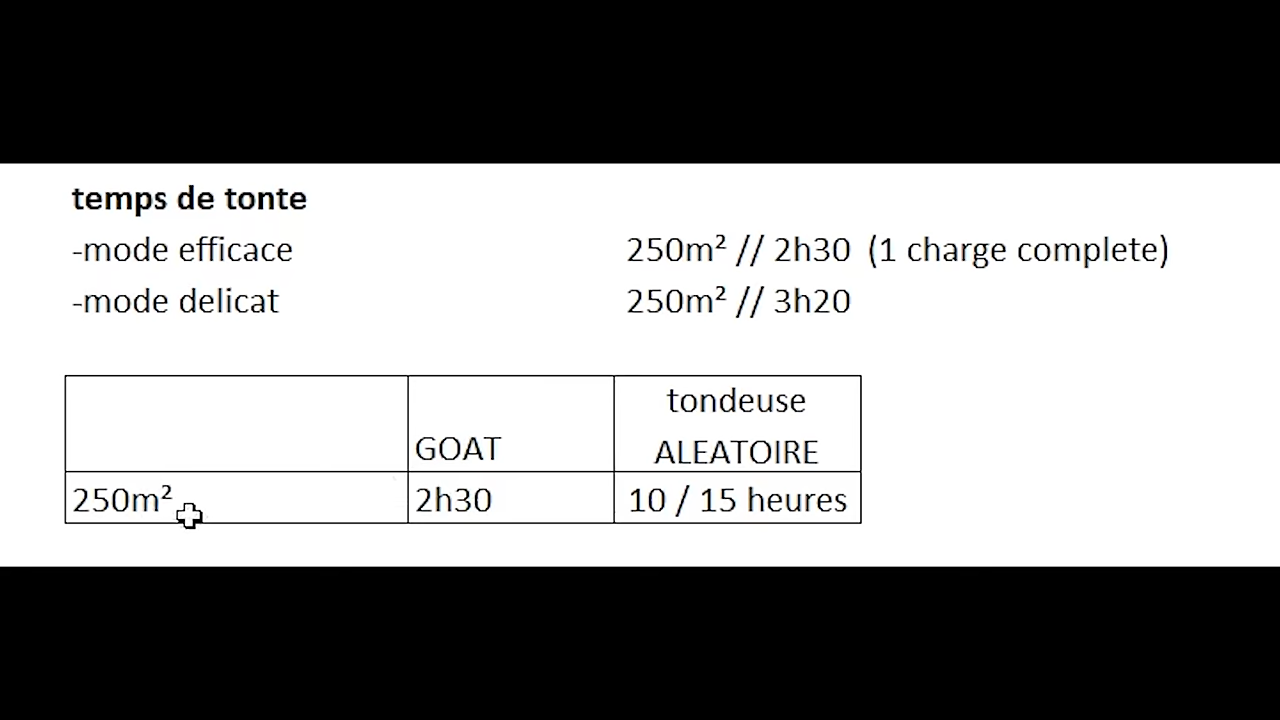 temps de tonte
-mode efficace 250m² // 2h30 (1 charge complete)
-mode delicat 250m² // 3h20
tondeuse
GOAT ALEATOIRE
250m² 2h30 10 / 15 heures